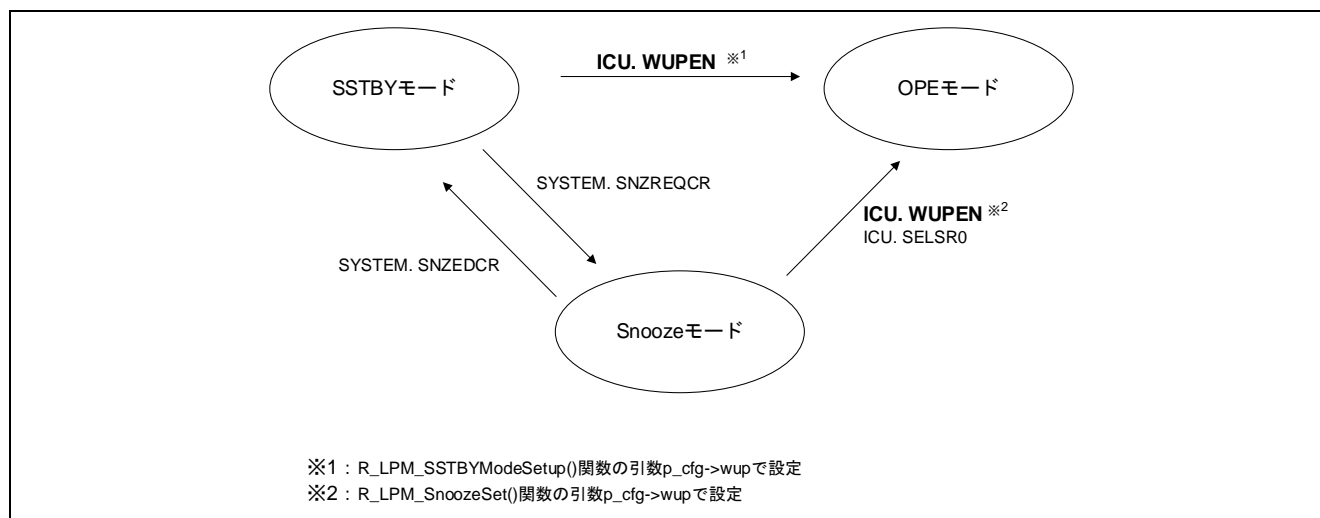 ICU. WUPEN ※1
SSTBYモード
OPEモード
SYSTEM. SNZREQCR
ICU. WUPEN ※2
ICU. SELSR0
SYSTEM. SNZEDCR
Snoozeモード
※1：R_LPM_SSTBYModeSetup()関数の引数p_cfg->wupで設定
※2：R_LPM_SnoozeSet()関数の引数p_cfg->wupで設定